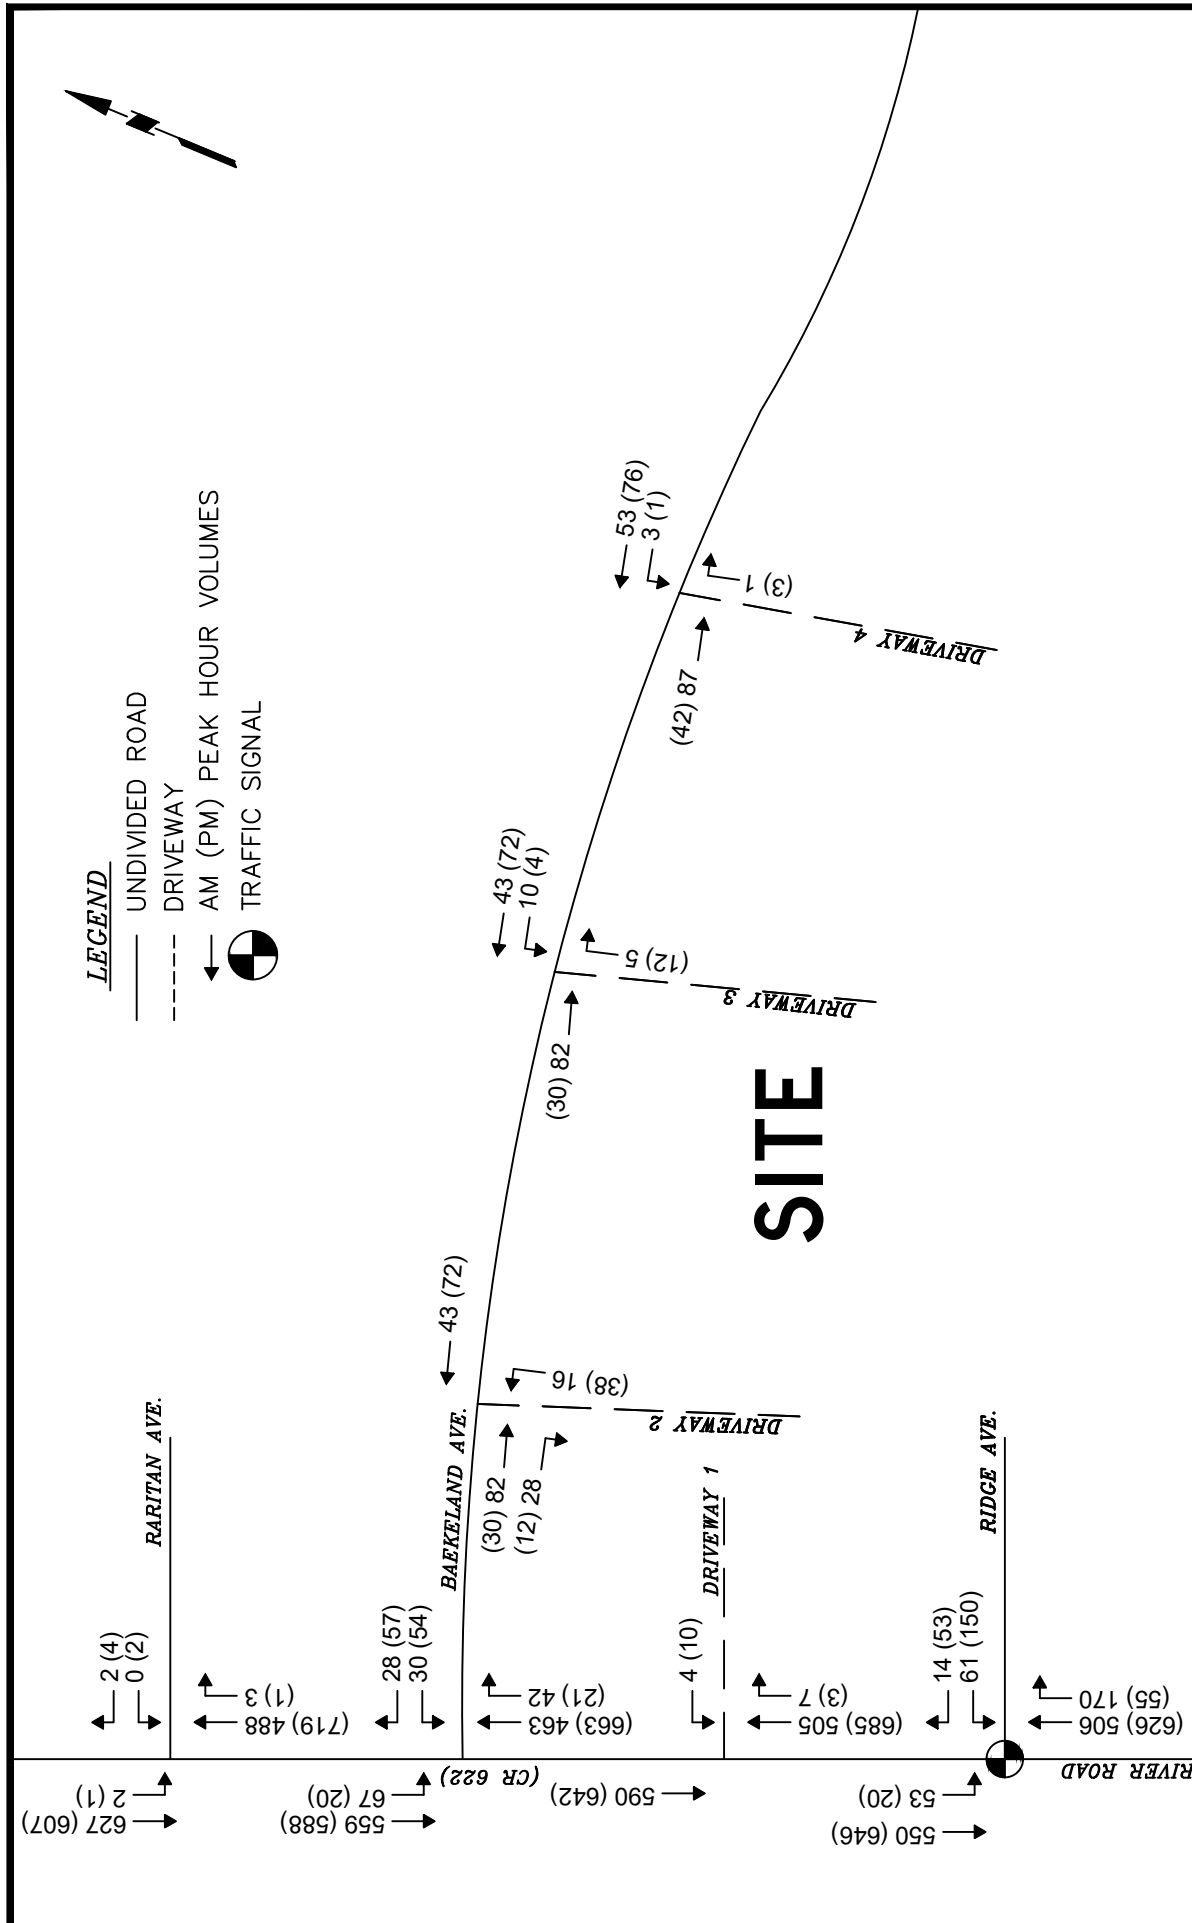 LEGEND
UNDIVIDED ROAD
DRIVEWAY
AM (PM) PEAK HOUR VOLUMES
TRAFFIC SIGNAL
53 (76)
3 (1)
(3) 1
DRIVEWAY 4
(42) 87
43 (72)
10 (4)
(12) 5
DRIVEWAY 3
(30) 82
SITE
43 (72)
(38) 16
DRIVEWAY 2
(30) 82
(12) 28
RARITAN AVE.
BAEKELAND AVE.
DRIVEWAY 1
RIDGE AVE.
2 (4)
0 (2)
(1) 3
(719) 488
28 (57)
30 (54)
(21) 42
(663) 463
4 (10)
(3) 7
(685) 505
14 (53)
61 (150)
(55) 170
(626) 506
2 (1)
627 (607)
67 (20)
559 (588)
(CR 622)
590 (642)
53 (20)
550 (646)
RIVER ROAD